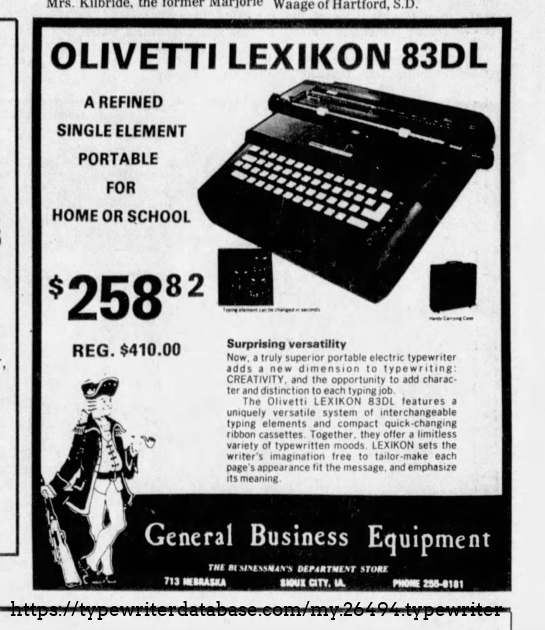 Mrs. Kilbride, the former Marjorie Waage of Hartford, S.D.
OLIVETTI LEXIKON 83DL
A REFINED
SINGLE ELEMENT
PORTABLE
FOR
HOME OR SCHOOL
$258 82
REG. $410.00
Typing element can be changed in seconds
Handy Carrying Case
Surprising versatility
Now, a truly superior portable electric typewriter
adds a new dimension to typewriting:
CREATIVITY, and the opportunity to add charac-
ter and distinction to each typing job.
The Olivetti LEXIKON 83DL features a
uniquely versatile system of interchangeable
typing elements and compact quick-changing
ribbon cassettes. Together, they offer a limitless
variety of typewritten moods. LEXIKON sets the
writer's imagination free to tailor-make each
page's appearance fit the message, and emphasize
its meaning.
General Business Equipment
THE BUSINESSMAN'S DEPARTMENT STORE
713 NEBRASKA SIOUX CITY, IA. PHONE 255-0181
https://typewriterdatabase.com/my.26494.typewriter